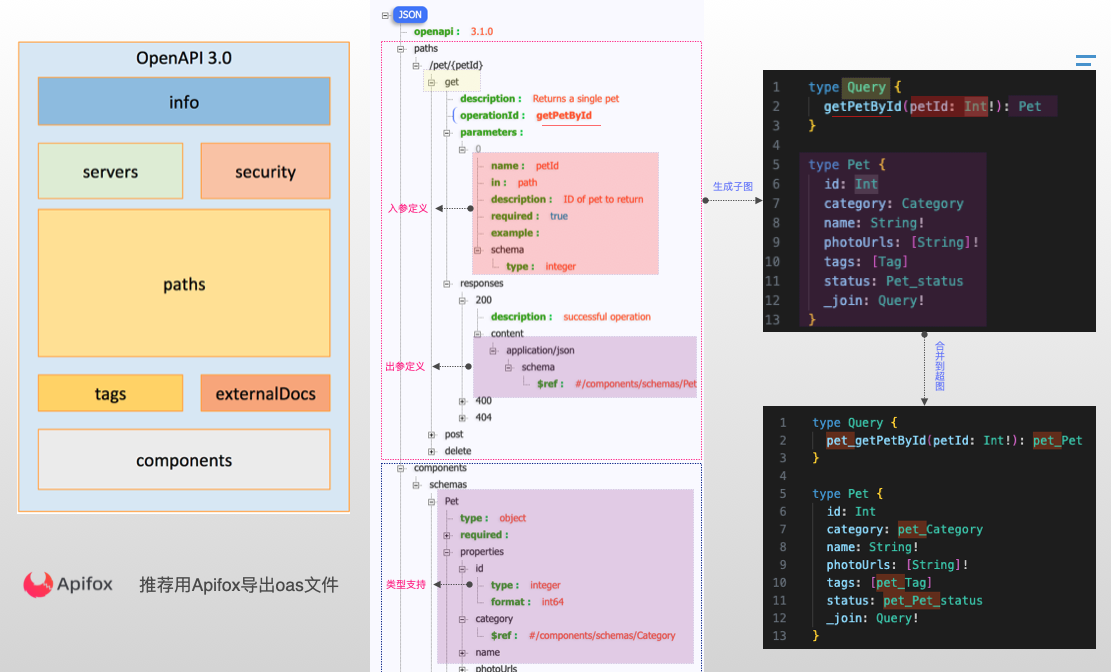 OpenAPI 3.0
info
servers
security
paths
tags
externalDocs
components
Apifox
推荐用Apifox导出oas文件
JSON
openapi : 3.1.0
paths
/pet/{petId}
get
description : Returns a single pet
operationId : getPetById
parameters :
0
name : petId
in : path
description : ID of pet to return
required : true
example :
schema
type : integer
入参定义
responses
200
description : successful operation
content
application/json
schema
$ref : #/components/schemas/Pet
出参定义
400
404
post
delete
components
schemas
Pet
type : object
required :
properties
id
type : integer
format : int64
类型支持
category
$ref : #/components/schemas/Category
name
photoUrls
生成子图
1 type Query {
2 getPetById(petId: Int!): Pet
3 }
4
5 type Pet {
6 id: Int
7 category: Category
8 name: String!
9 photoUrls: [String]!
10 tags: [Tag]
11 status: Pet_status
12 _join: Query!
13 }
合并到超图
1 type Query {
2 pet_getPetById(petId: Int!): pet_Pet
3 }
4
5 type Pet {
6 id: Int
7 category: pet_Category
8 name: String!
9 photoUrls: [String]!
10 tags: [pet_Tag]
11 status: pet_Pet_status
12 _join: Query!
13 }